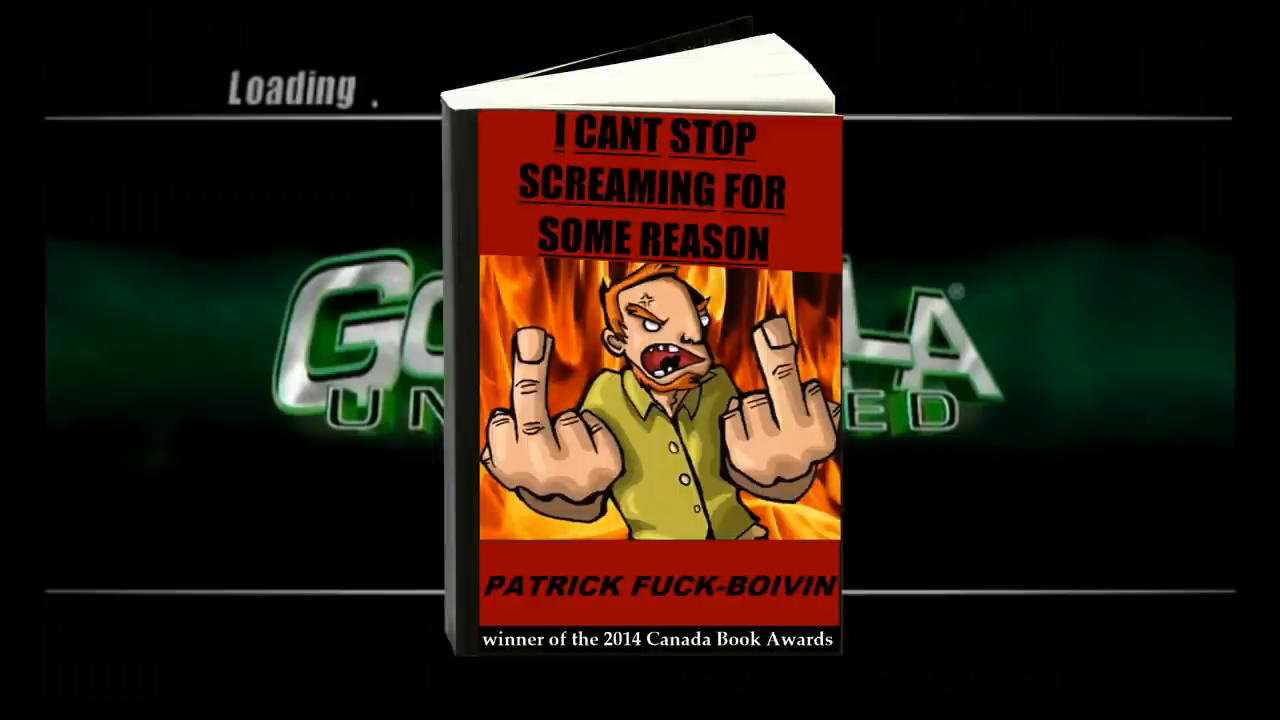 Loading .
I CANT STOP
SCREAMING FOR
SOME REASON
PATRICK FUCK-BOIVIN
winner of the 2014 Canada Book Awards